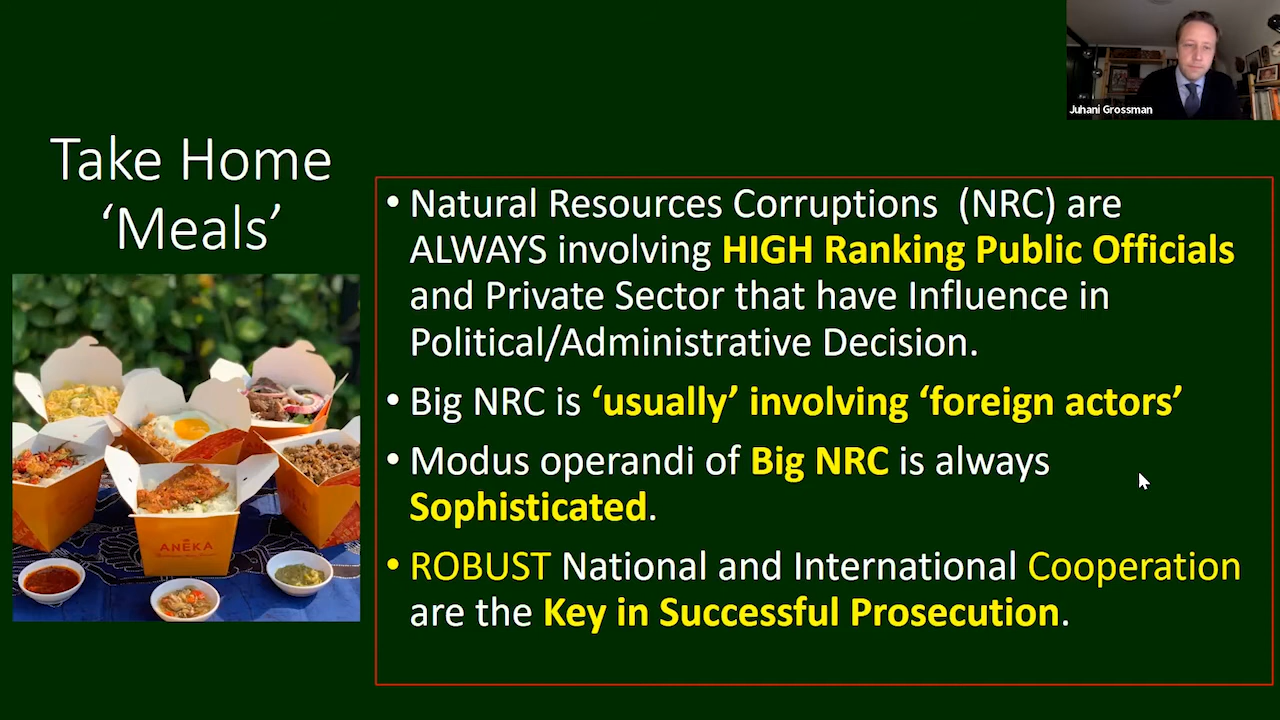 Juhani Grossman
Take Home
‘Meals’
• Natural Resources Corruptions (NRC) are
ALWAYS involving HIGH Ranking Public Officials
and Private Sector that have Influence in
Political/Administrative Decision.
• Big NRC is ‘usually’ involving ‘foreign actors’
• Modus operandi of Big NRC is always
Sophisticated.
• ROBUST National and International Cooperation
are the Key in Successful Prosecution.
ANEKA